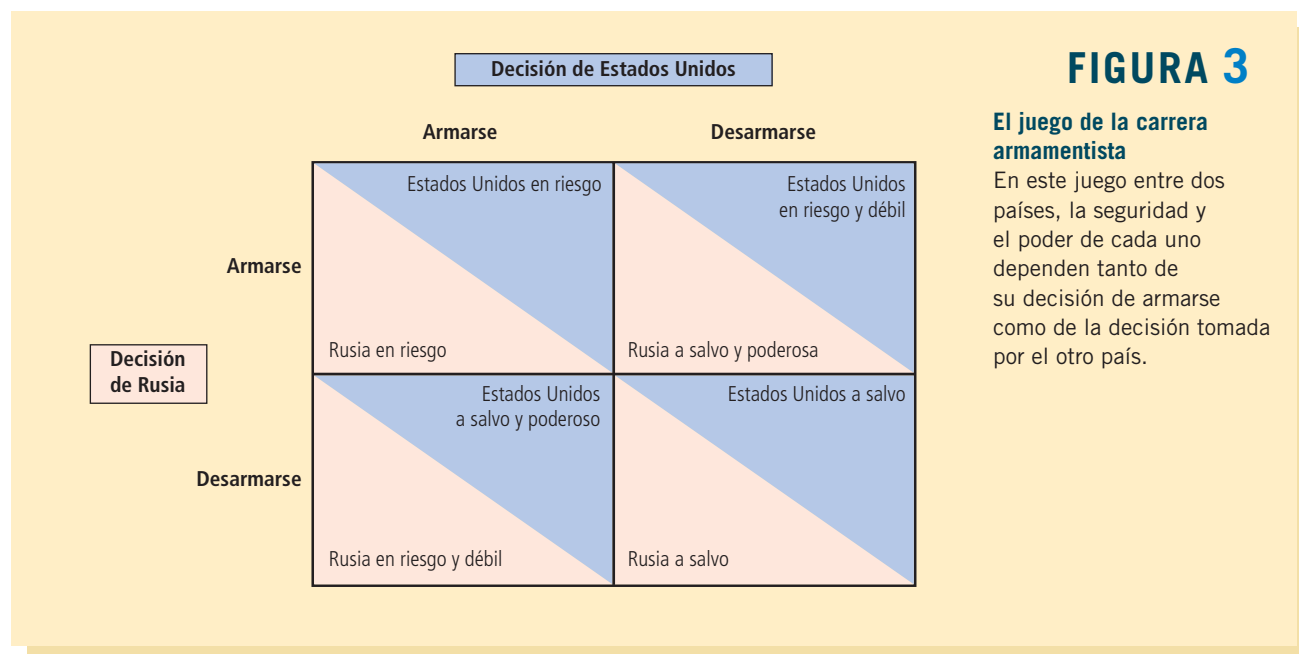 Decisión de Estados Unidos
Armarse
Desarmarse
Estados Unidos en riesgo
Rusia en riesgo
Estados Unidos
en riesgo y débil
Rusia a salvo y poderosa
Armarse
Decisión
de Rusia
Estados Unidos
a salvo y poderoso
Rusia en riesgo y débil
Estados Unidos a salvo
Rusia a salvo
Desarmarse
FIGURA 3
El juego de la carrera
armamentista
En este juego entre dos
países, la seguridad y
el poder de cada uno
dependen tanto de
su decisión de armarse
como de la decisión tomada
por el otro país.